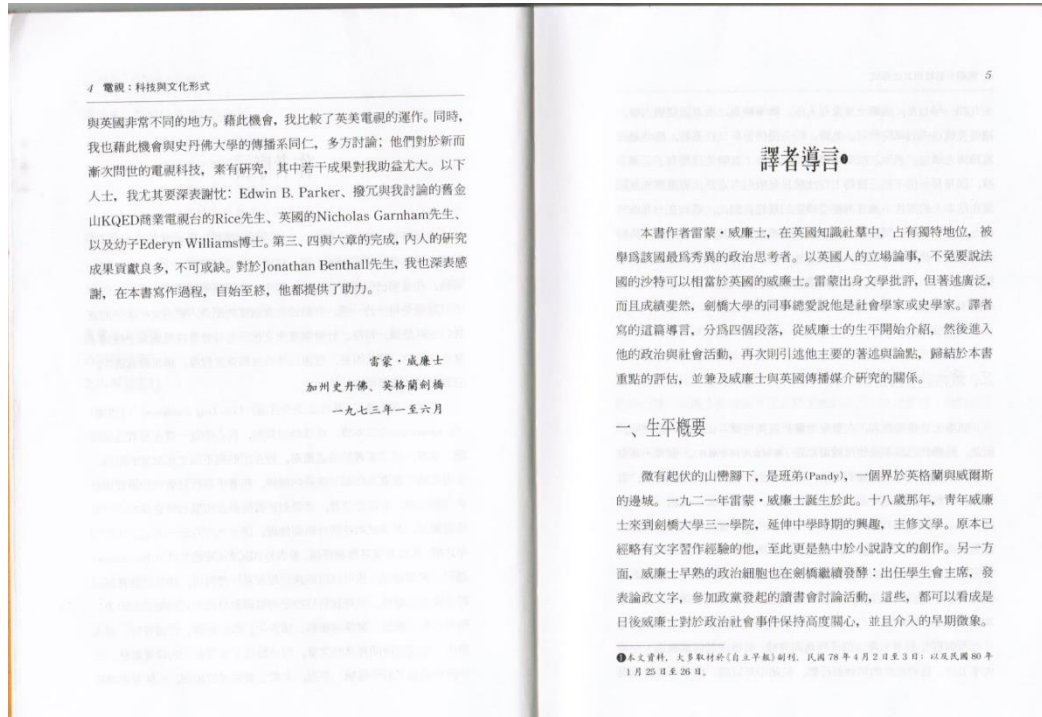 4 電視：科技與文化形式
與英國非常不同的地方。藉此機會，我比較了英美電視的運作。同時，
我也藉此機會與史丹佛大學的傳播系同仁，多方討論；他們對於新而
漸次問世的電視科技，素有研究，其中若干成果對我助益尤大。以下
人士，我尤其要深表謝忱：Edwin B. Parker、撥冗與我討論的舊金
山KQED商業電視台的Rice先生、英國的Nicholas Garnham先生、
以及幼子Ederyn Williams博士。第三、四與六章的完成，內人的研究
成果貢獻良多，不可或缺。對於Jonathan Benthall先生，我也深表感
謝，在本書寫作過程，自始至終，他都提供了助力。
雷蒙·威廉士
加州史丹佛、英格蘭劍橋
一九七三年一至六月
5
譯者導言❶
本書作者雷蒙·威廉士，在英國知識社羣中，占有獨特地位，被
舉爲該國最爲秀異的政治思考者。以英國人的立場論事，不免要說法
國的沙特可以相當於英國的威廉士。雷蒙出身文學批評，但著述廣泛，
而且成績斐然，劍橋大學的同事總愛說他是社會學家或史學家。譯者
寫的這篇導言，分爲四個段落，從威廉士的生平開始介紹，然後進入
他的政治與社會活動，再次則引述他主要的著述與論點，歸結於本書
重點的評估，並兼及威廉士與英國傳播媒介研究的關係。
一、生平概要
微有起伏的山巒腳下，是班弟(Pandy)，一個界於英格蘭與威爾斯
的邊城。一九二一年雷蒙·威廉士誕生於此。十八歲那年，青年威廉
士來到劍橋大學三一學院，延伸中學時期的興趣，主修文學。原本已
經略有文字習作經驗的他，至此更是熱中於小說詩文的創作。另一方
面，威廉士早熟的政治細胞也在劍橋繼續發酵：出任學生會主席，發
表論政文字，參加政黨發起的讀書會討論活動，這些，都可以看成是
日後威廉士對於政治社會事件保持高度關心，並且介入的早期徵象。
❶本文資料，大多取材於《自立早報》副刊，民國78年4月2日至3日；以及民國80年
1月25日至26日。